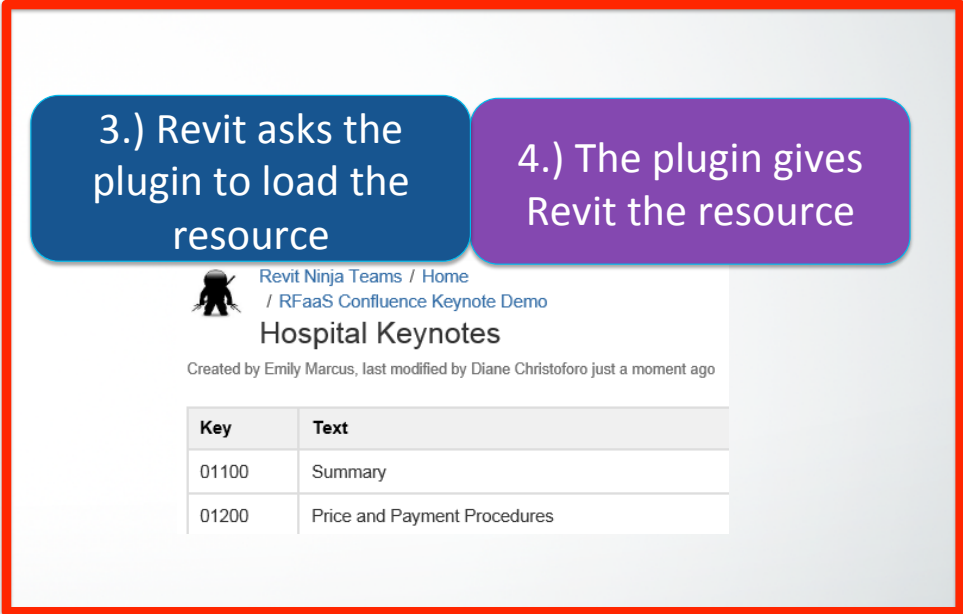 3.) Revit asks the
plugin to load the
resource
4.) The plugin gives
Revit the resource
Revit Ninja Teams / Home
/ RFaaS Confluence Keynote Demo
Hospital Keynotes
Created by Emily Marcus, last modified by Diane Christoforo just a moment ago
Key Text
01100 Summary
01200 Price and Payment Procedures